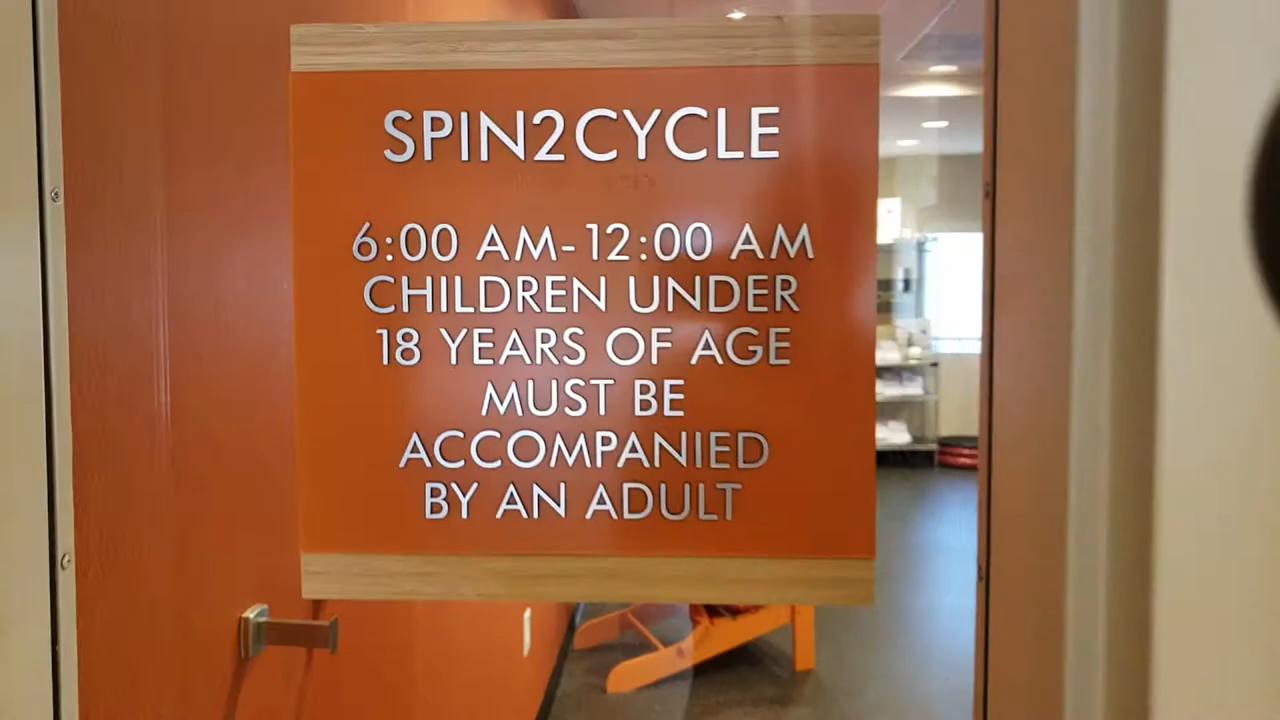 SPIN2CYCLE
6:00 AM-12:00 AM
CHILDREN UNDER
18 YEARS OF AGE
MUST BE
ACCOMPANIED
BY AN ADULT